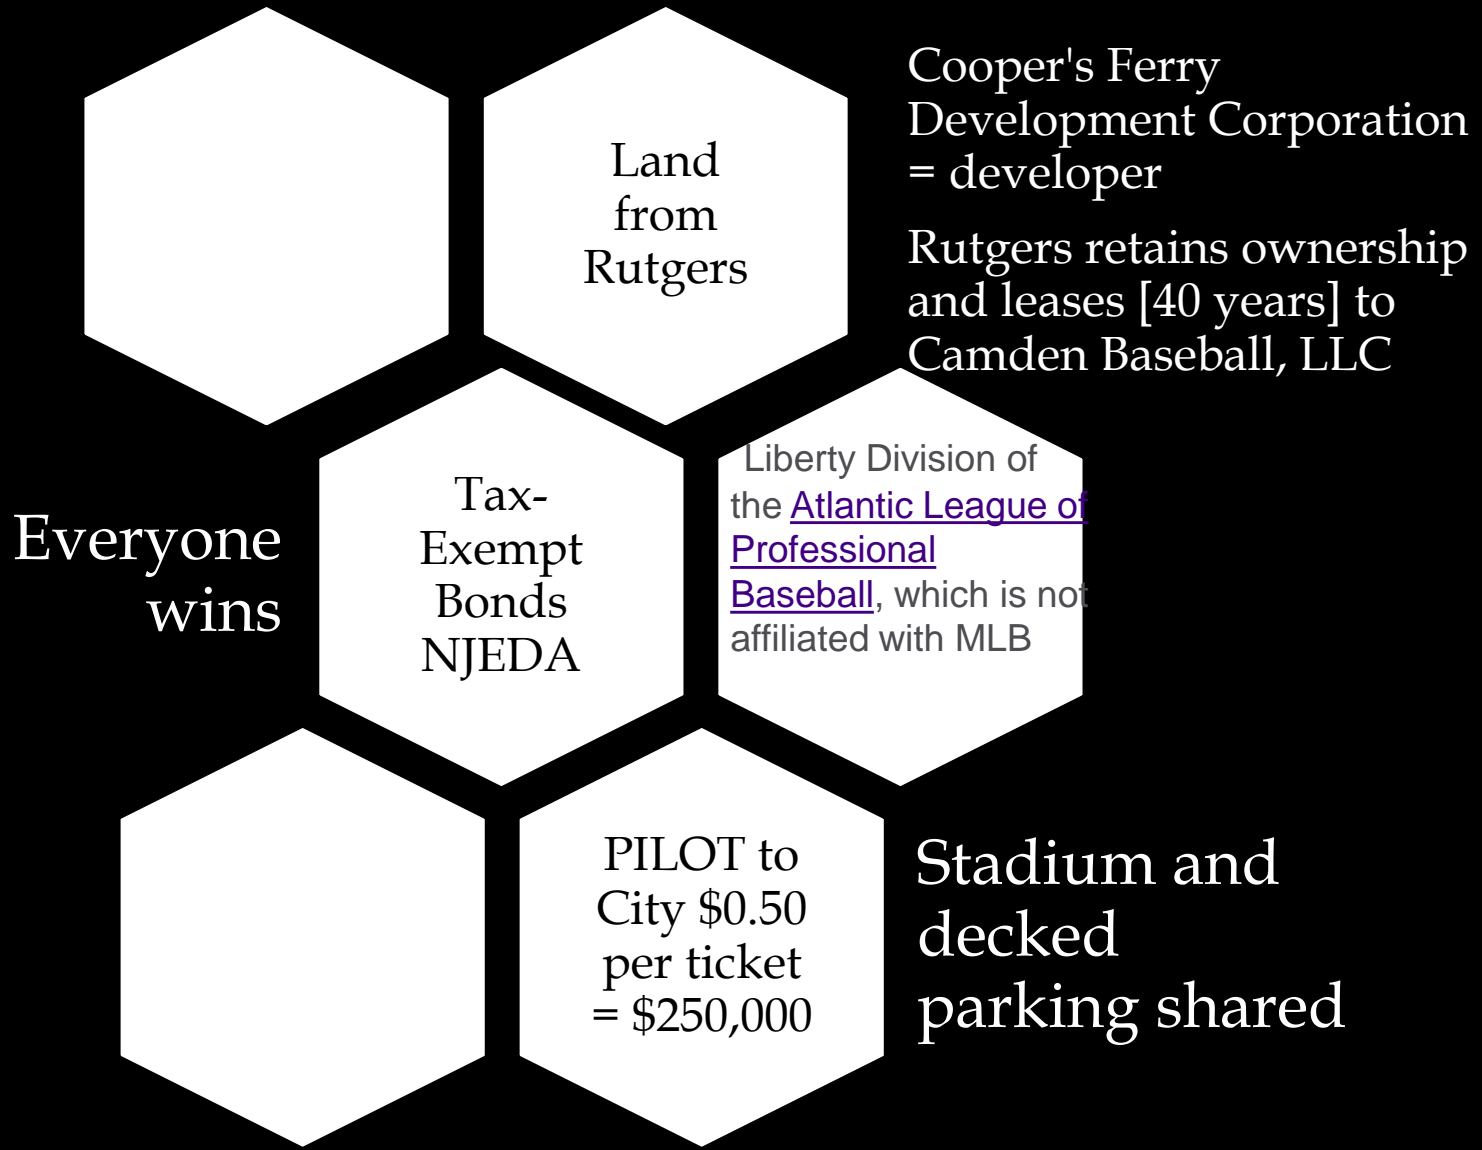 Land
from
Rutgers
Cooper's Ferry
Development Corporation
= developer
Rutgers retains ownership
and leases [40 years] to
Camden Baseball, LLC
Everyone
wins
Tax-
Exempt
Bonds
NJEDA
Liberty Division of
the Atlantic League of
Professional
Baseball, which is not
affiliated with MLB
PILOT to
City $0.50
per ticket
= $250,000
Stadium and
decked
parking shared